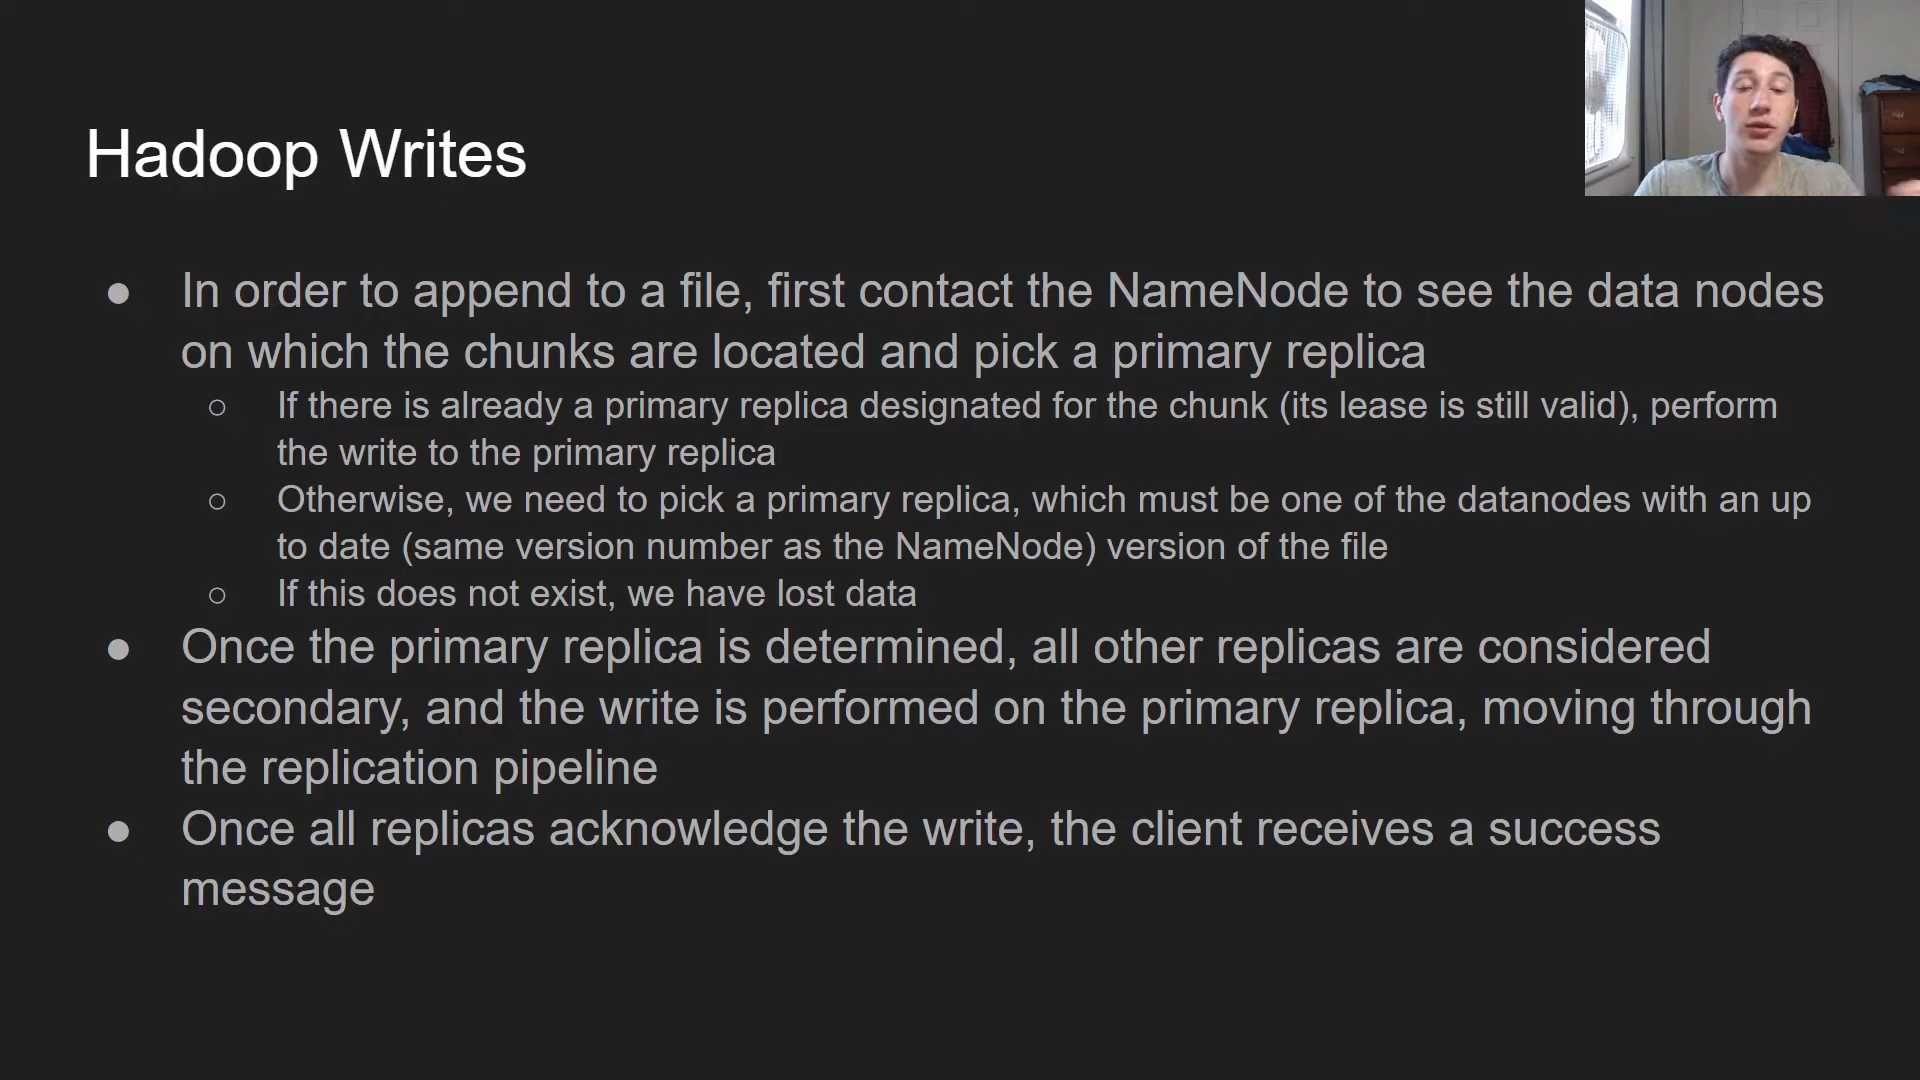 Hadoop Writes
● In order to append to a file, first contact the NameNode to see the data nodes
on which the chunks are located and pick a primary replica
○ If there is already a primary replica designated for the chunk (its lease is still valid), perform
the write to the primary replica
○ Otherwise, we need to pick a primary replica, which must be one of the datanodes with an up
to date (same version number as the NameNode) version of the file
○ If this does not exist, we have lost data
● Once the primary replica is determined, all other replicas are considered
secondary, and the write is performed on the primary replica, moving through
the replication pipeline
● Once all replicas acknowledge the write, the client receives a success
message